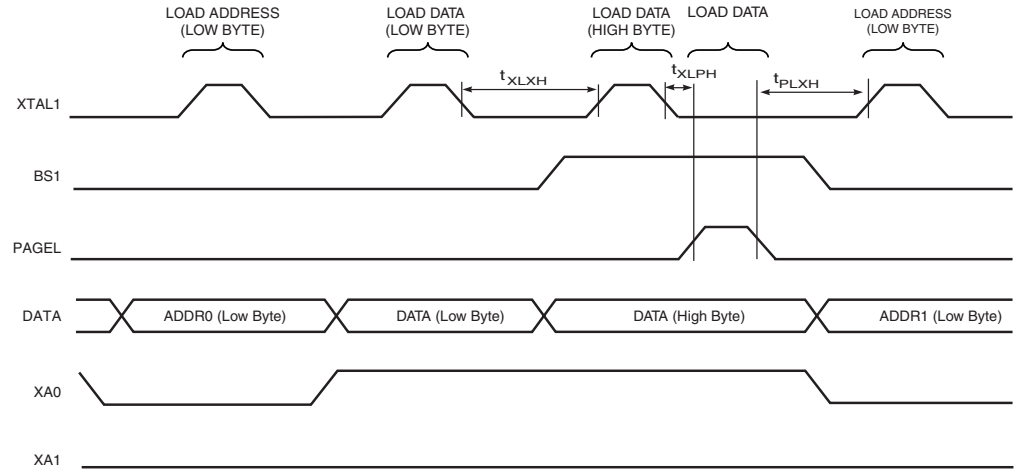 LOAD ADDRESS
(LOW BYTE)
LOAD DATA
(LOW BYTE)
LOAD DATA
(HIGH BYTE)
LOAD DATA
LOAD ADDRESS
(LOW BYTE)
tXLXH
tXLPH
tPLXH
XTAL1
BS1
PAGEL
DATA
ADDR0 (Low Byte)
DATA (Low Byte)
DATA (High Byte)
ADDR1 (Low Byte)
XA0
XA1